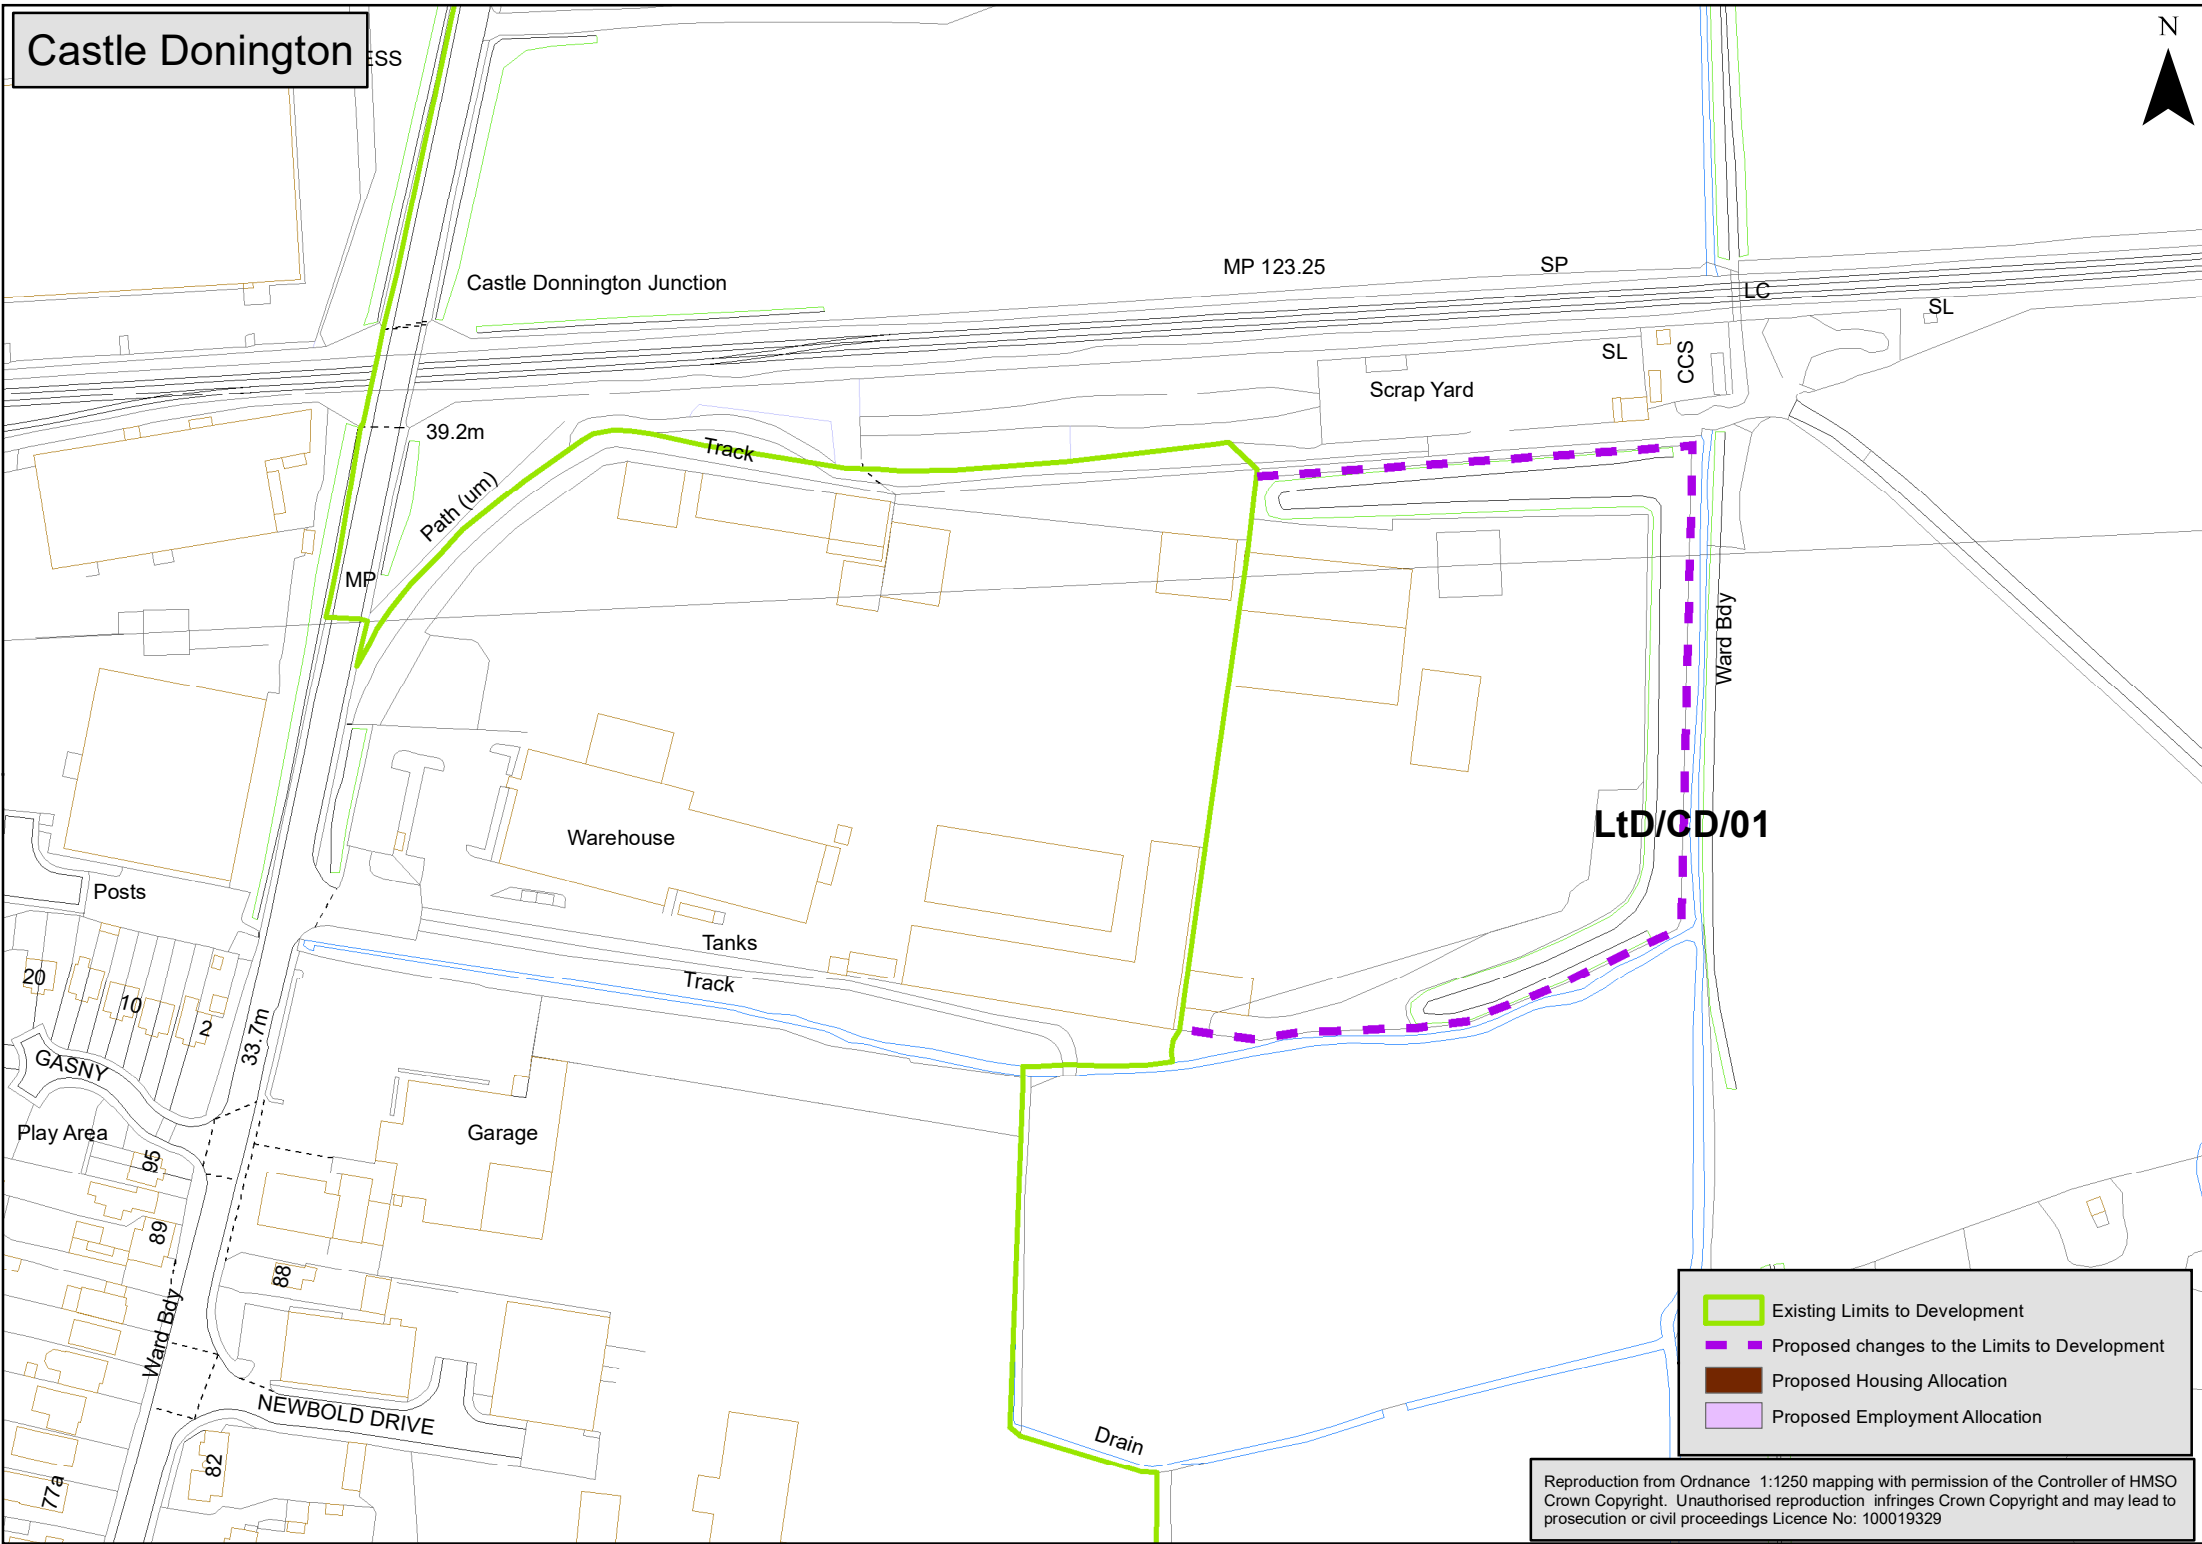 Castle Donington
ESS
N
Castle Donnington Junction
MP 123.25
SP
LC
SL
SL
CCS
Scrap Yard
39.2m
Track
Path (um)
MP
Ward Bdy
LtD/CD/01
Warehouse
Posts
Tanks
Track
20
10
2
33.7m
GASNY
Play Area
95
Garage
89
88
Ward Bdy
NEWBOLD DRIVE
82
77a
Drain
Existing Limits to Development
Proposed changes to the Limits to Development
Proposed Housing Allocation
Proposed Employment Allocation
Reproduction from Ordnance 1:1250 mapping with permission of the Controller of HMSO
Crown Copyright. Unauthorised reproduction infringes Crown Copyright and may lead to
prosecution or civil proceedings Licence No: 100019329